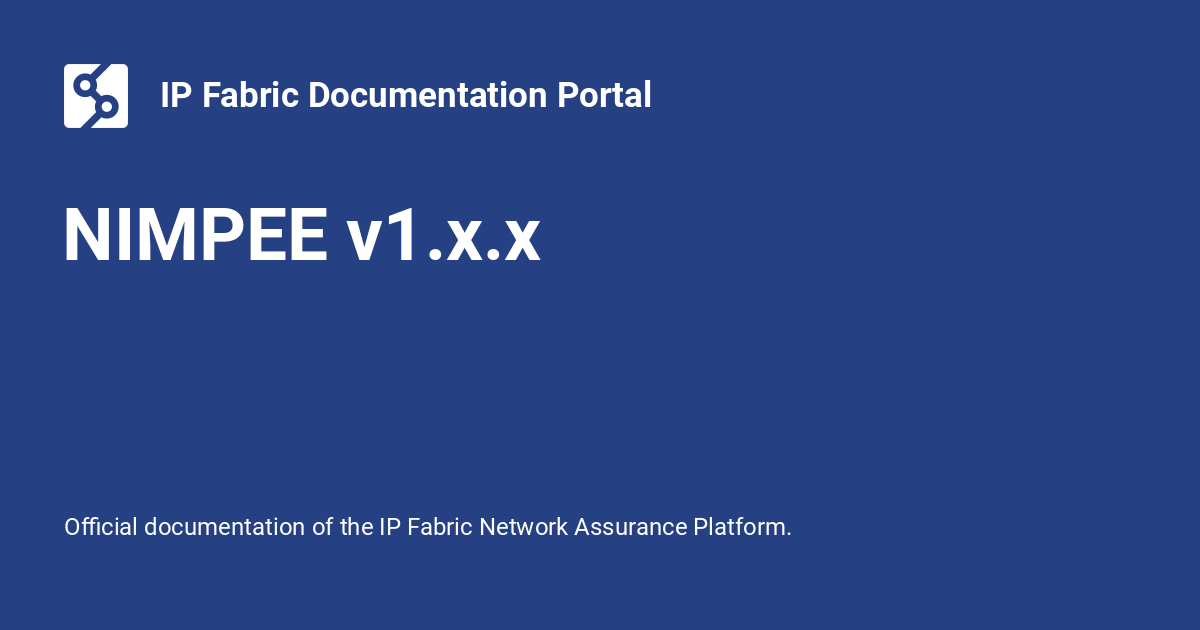 IP Fabric Documentation Portal
NIMPEE v1.x.x
Official documentation of the IP Fabric Network Assurance Platform.